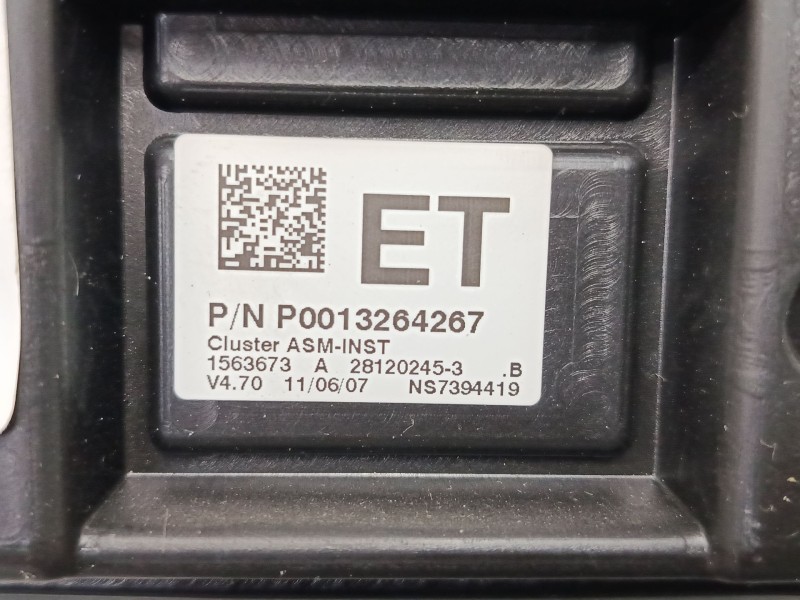 ET
P/N P0013264267
Cluster ASM-INST
1563673 A 28120245-3 .B
V4.70 11/06/07 NS7394419